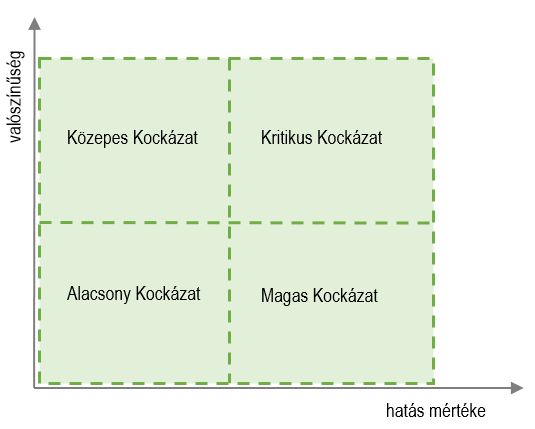 valószínűség
Közepes Kockázat
Kritikus Kockázat
Alacsony Kockázat
Magas Kockázat
hatás mértéke